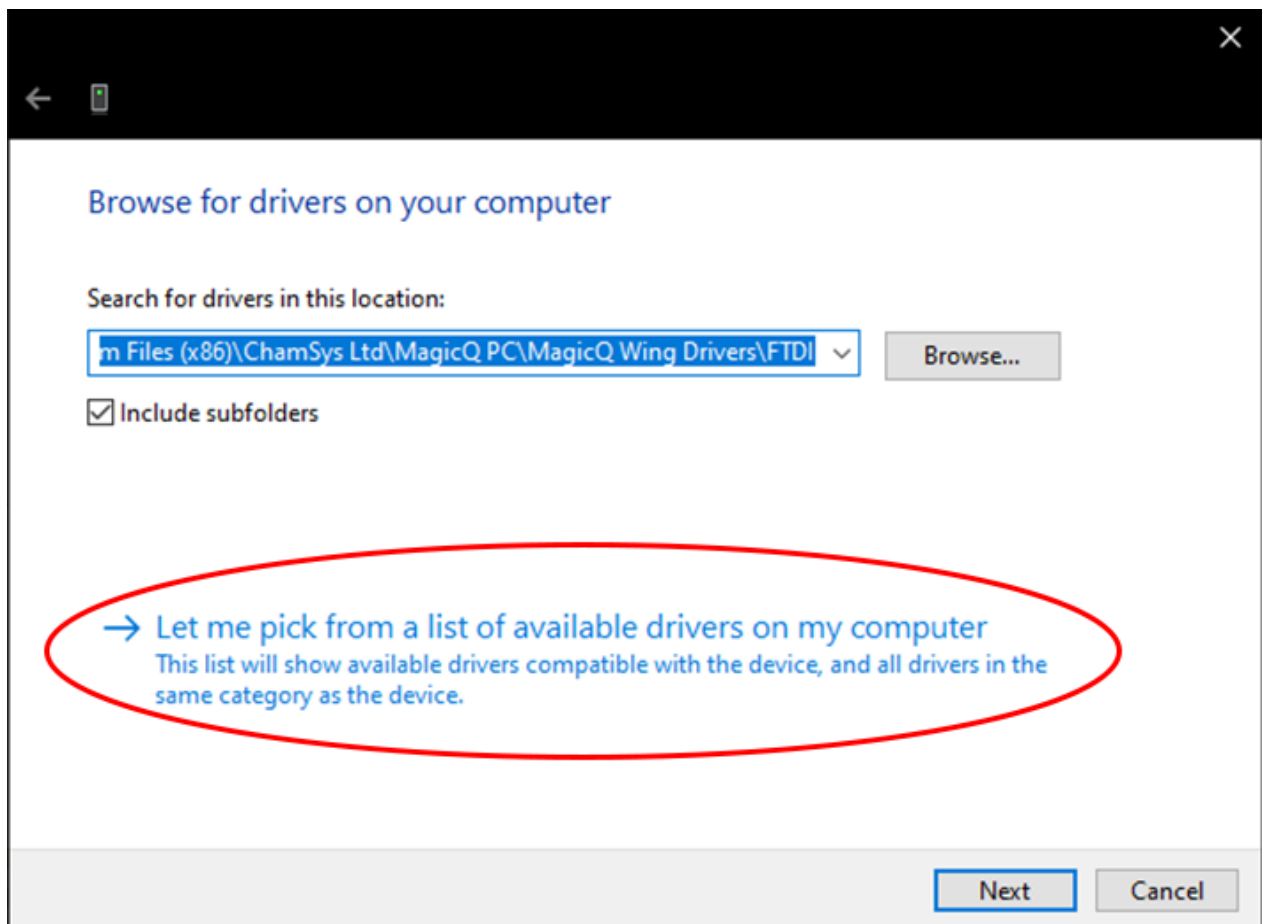 Browse for drivers on your computer
Search for drivers in this location:
m Files (x86)\ChamSys Ltd\MagicQ PC\MagicQ Wing Drivers\FTDI
Browse...
Include subfolders
Let me pick from a list of available drivers on my computer
This list will show available drivers compatible with the device, and all drivers in the
same category as the device.
Next
Cancel